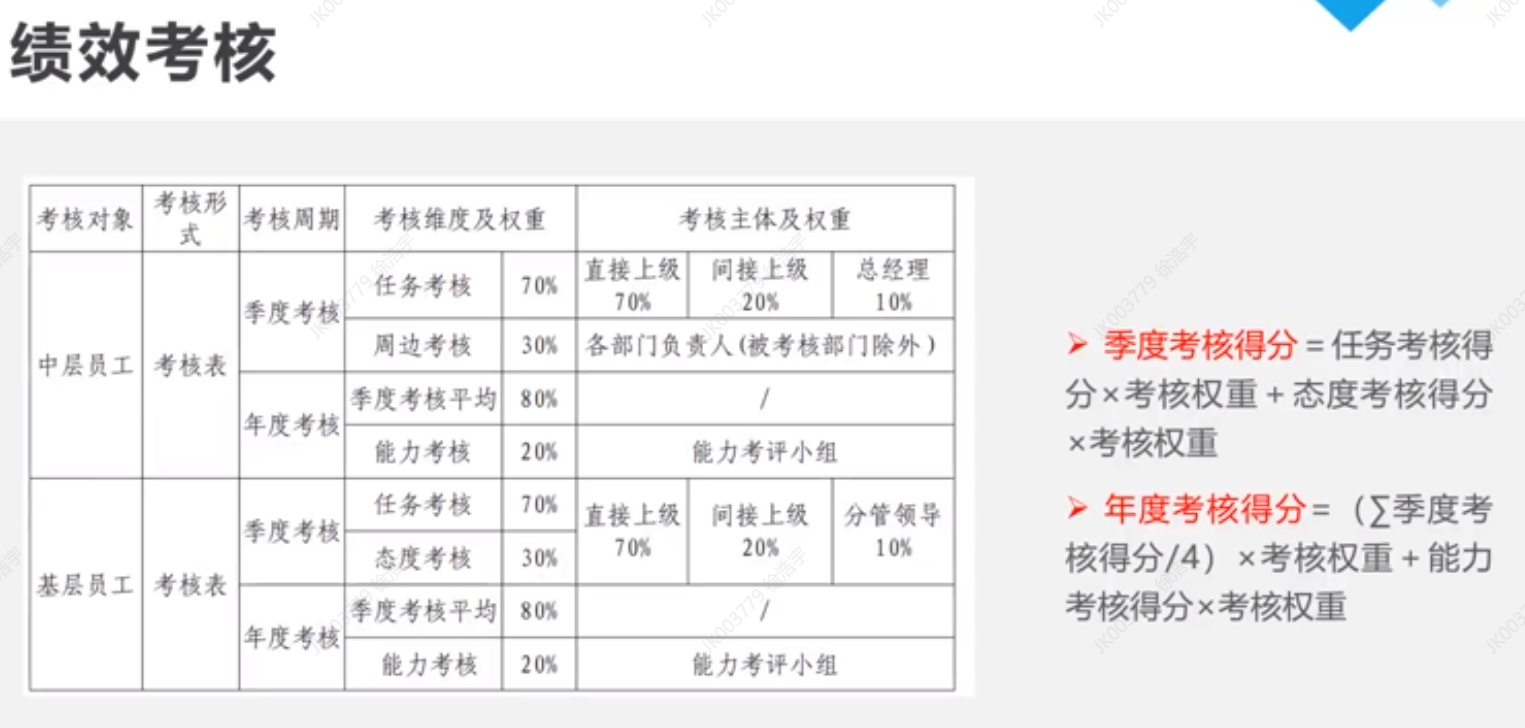 绩效考核
考核对象 考核形式 考核周期 考核维度及权重 考核主体及权重
中层员工 考核表 季度考核 任务考核 70% 直接上级 70% 间接上级 20% 总经理 10%
周边考核 30% 各部门负责人(被考核部门除外)
年度考核 季度考核平均 80% /
能力考核 20% 能力考评小组
基层员工 考核表 季度考核 任务考核 70% 直接上级 70% 间接上级 20% 分管领导 10%
态度考核 30%
年度考核 季度考核平均 80% /
能力考核 20% 能力考评小组
➢ 季度考核得分=任务考核得
分×考核权重+态度考核得分
×考核权重
➢ 年度考核得分=（∑季度考
核得分/4）×考核权重+能力
考核得分×考核权重
JK003779 徐浩宇